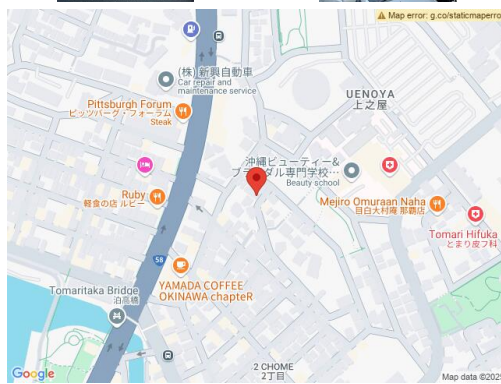 Map error: g.co/staticmaperro
(株) 新興自動車
Car repair and
maintenance service
UENOYA
上之屋
Pittsburgh Forum
ピッツバーグ・フォーラム
Steak
沖縄ビューティー&
ブライダル専門学校...
Beauty school
Ruby
軽食の店 ルビー
Mejiro Omuraan Naha
目白大村庵 那覇店
Tomari Hifuka
とまり皮フ科
58
Tomaritaka Bridge
泊高橋
YAMADA COFFEE
OKINAWA chapteR
2 CHOME
2丁目
Google
Map data ©2025